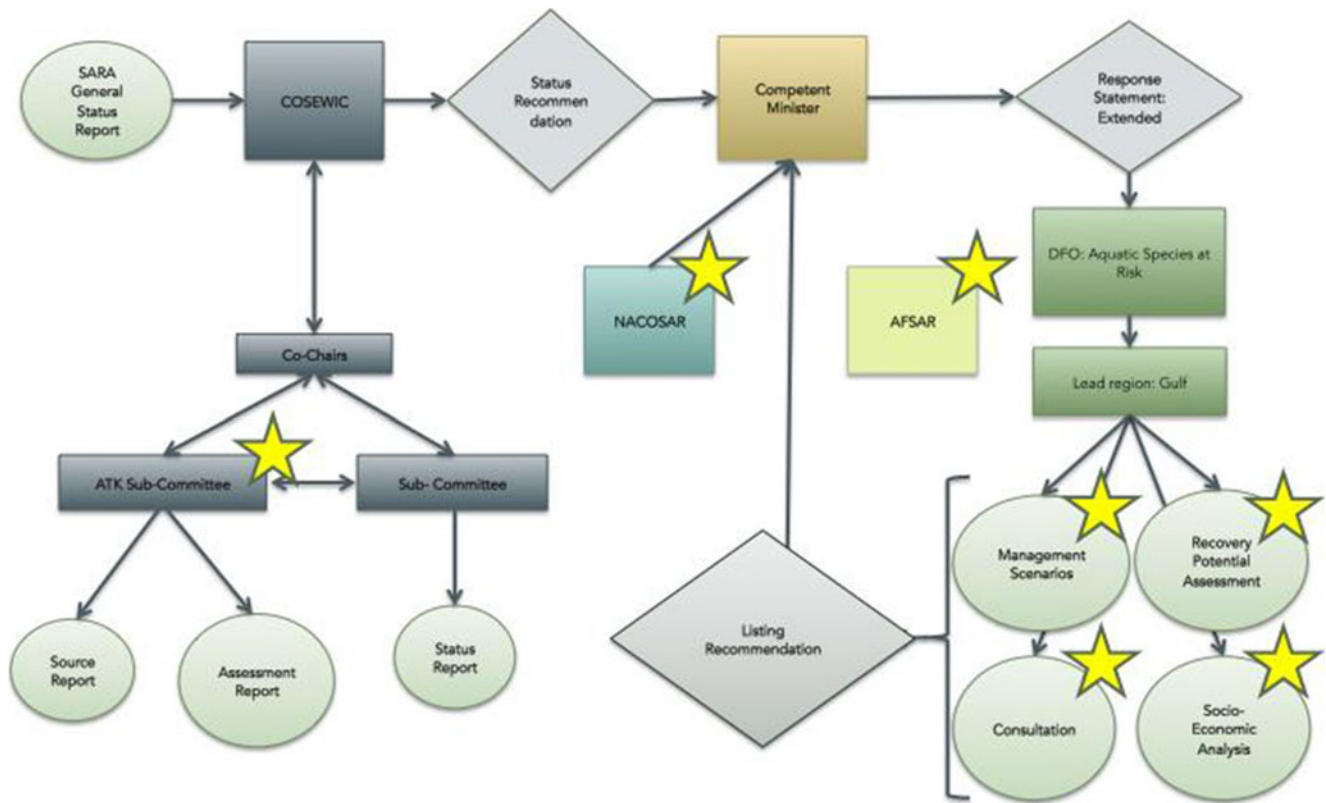 SARA
General
Status
Report
COSEWIC
Status
Recommen
dation
Competent
Minister
Response
Statement:
Extended
DFO: Aquatic Species at
Risk
NACOSAR
AFSAR
Co-Chairs
Lead region: Gulf
ATK Sub-Committee
Sub- Committee
Management
Scenarios
Recovery
Potential
Assessment
Listing
Recommendation
Source
Report
Assessment
Report
Status
Report
Consultation
Socio-
Economic
Analysis